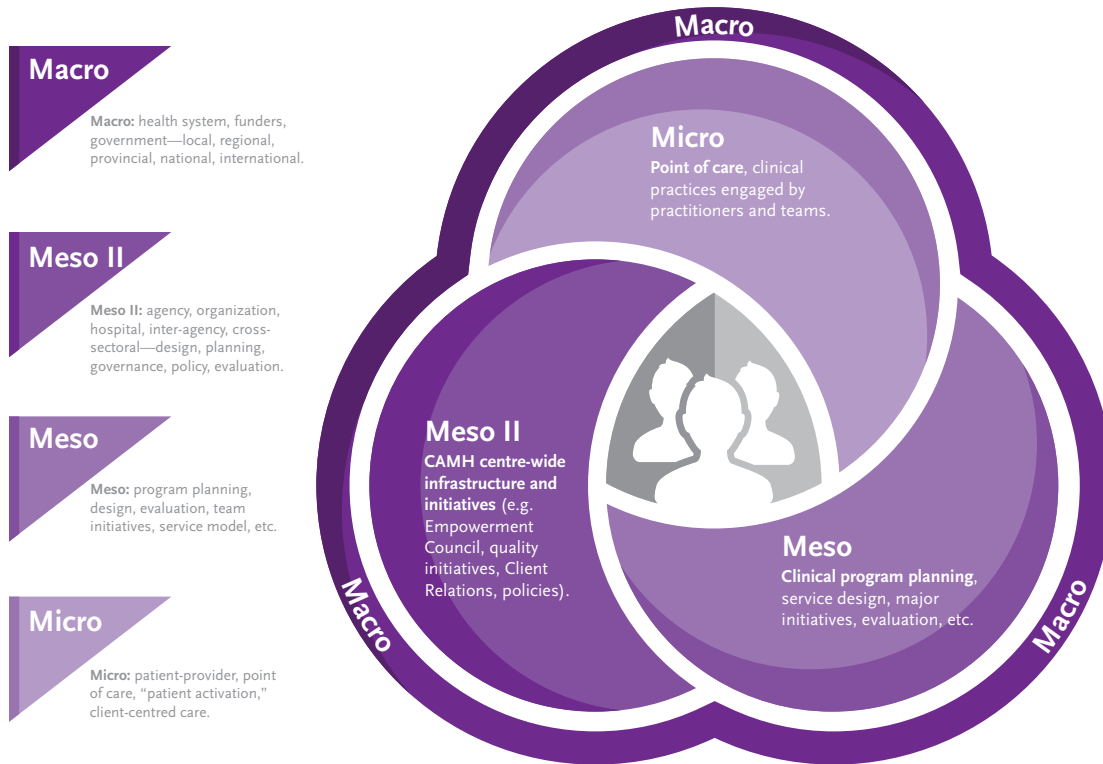 Macro
Macro: health system, funders,
government—local, regional,
provincial, national, international.
Meso II
Meso II: agency, organization,
hospital, inter-agency, cross-
sectoral—design, planning,
governance, policy, evaluation.
Meso
Meso: program planning,
design, evaluation, team
initiatives, service model, etc.
Micro
Micro: patient-provider, point
of care, “patient activation,”
client-centred care.
Macro
Micro
Point of care, clinical
practices engaged by
practitioners and teams.
Meso II
CAMH centre-wide
infrastructure and
initiatives (e.g.
Empowerment
Council, quality
initiatives, Client
Relations, policies).
Meso
Clinical program planning,
service design, major
initiatives, evaluation, etc.
Macro
Macro